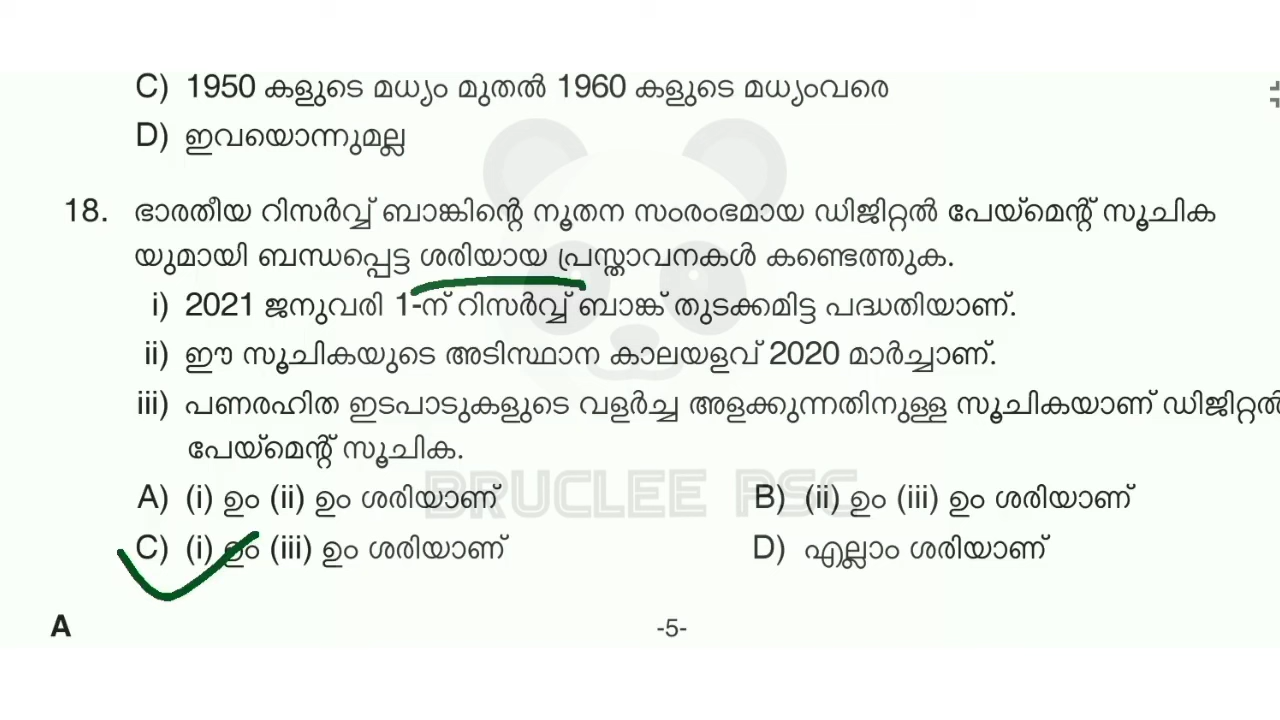 C) 1950 കളുടെ മധ്യം മുതൽ 1960 കളുടെ മധ്യംവരെ
D) ഇവയൊന്നുമല്ല
18. ഭാരതീയ റിസർവ്വ് ബാങ്കിന്റെ നൂതന സംരംഭമായ ഡിജിറ്റൽ പേയ്മെന്റ് സൂചിക
യുമായി ബന്ധപ്പെട്ട ശരിയായ പ്രസ്താവനകൾ കണ്ടെത്തുക.
i) 2021 ജനുവരി 1-ന് റിസർവ്വ് ബാങ്ക് തുടക്കമിട്ട പദ്ധതിയാണ്.
ii) ഈ സൂചികയുടെ അടിസ്ഥാന കാലയളവ് 2020 മാർച്ചാണ്.
iii) പണരഹിത ഇടപാടുകളുടെ വളർച്ച അളക്കുന്നതിനുള്ള സൂചികയാണ് ഡിജിറ്റൽ
പേയ്മെന്റ് സൂചിക.
BRUCLEE PSC
A) (i) ഉം (ii) ഉം ശരിയാണ് B) (ii) ഉം (iii) ഉം ശരിയാണ്
C) (i) ഉം (iii) ഉം ശരിയാണ് D) എല്ലാം ശരിയാണ്
A -5-